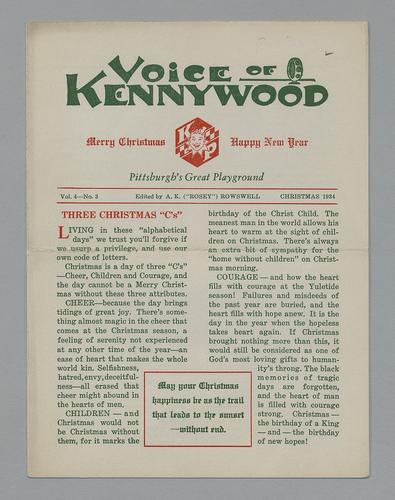 VOICE OF
KENNYWOOD
Merry Christmas
K P
Happy New Year
Pittsburgh's Great Playground
Vol. 4—No. 3
Edited by A. K. ("ROSEY") ROWSWELL
CHRISTMAS 1934
THREE CHRISTMAS "C's"
LIVING in these "alphabetical
days" we trust you'll forgive if
we usurp a privilege, and use our
own code of letters.
Christmas is a day of three "C's"
—Cheer, Children and Courage, and
the day cannot be a Merry Christ-
mas without these three attributes.
CHEER—because the day brings
tidings of great joy. There's some-
thing almost magic in the cheer that
comes at the Christmas season, a
feeling of serenity not experienced
at any other time of the year—an
ease of heart that makes the whole
world kin. Selfishness,
hatred, envy, deceitful-
ness—all erased that
cheer might abound in
the hearts of men.
CHILDREN — and
Christmas would not
be Christmas without
them, for it marks the
birthday of the Christ Child. The
meanest man in the world allows his
heart to warm at the sight of chil-
dren on Christmas. There's always
an extra bit of sympathy for the
"home without children" on Christ-
mas morning.
COURAGE — and how the heart
fills with courage at the Yuletide
season! Failures and misdeeds of
the past year are buried, and the
heart fills with hope anew. It is the
day in the year when the hopeless
takes heart again. If Christmas
brought nothing more than this, it
would still be considered as one of
God's most loving gifts to human-
ity's throng. The black
memories of tragic
days are forgotten,
and the heart of man
is filled with courage
strong. Christmas —
the birthday of a King
— and — the birthday
of new hopes!
May your Christmas
happiness be as the trail
that leads to the sunset
—without end.